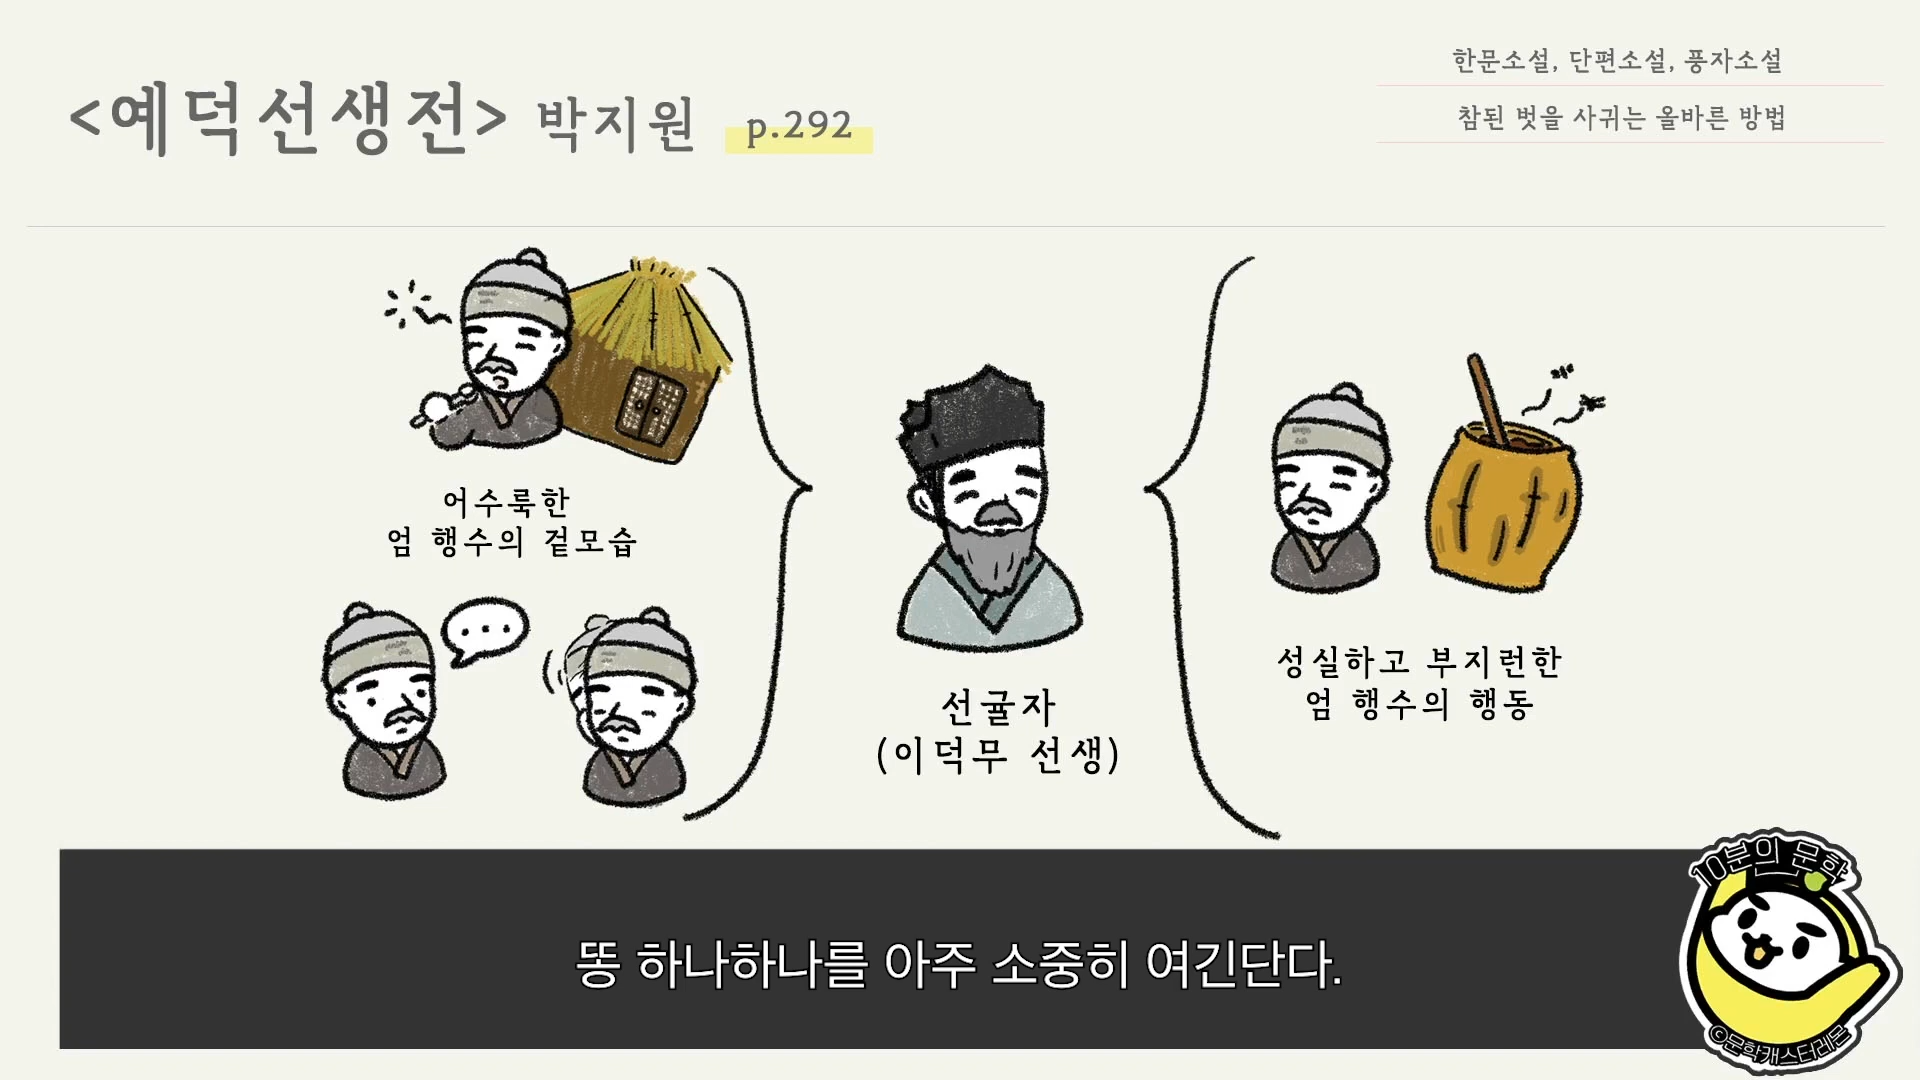 <예덕선생전> 박지원 p.292
한문소설, 단편소설, 풍자소설
참된 벗을 사귀는 올바른 방법
어수룩한
엄 행수의 겉모습
선귤자
(이덕무 선생)
성실하고 부지런한
엄 행수의 행동
똥 하나하나를 아주 소중히 여긴단다.
10분의 문학
©문학캐스터레몬